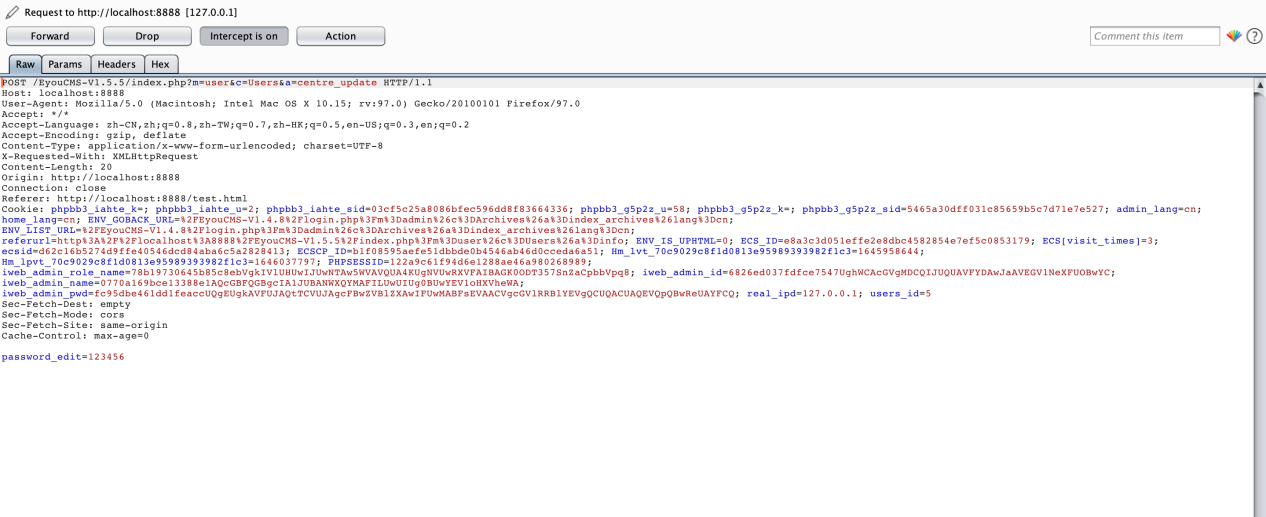 Request to http://localhost:8888 [127.0.0.1]
Forward Drop Intercept is on Action Comment this item ?
Raw Params Headers Hex
POST /EyouCMS-V1.5.5/index.php?m=user&c=Users&a=centre_update HTTP/1.1
Host: localhost:8888
User-Agent: Mozilla/5.0 (Macintosh; Intel Mac OS X 10.15; rv:97.0) Gecko/20100101 Firefox/97.0
Accept: */*
Accept-Language: zh-CN,zh;q=0.8,zh-TW;q=0.7,zh-HK;q=0.5,en-US;q=0.3,en;q=0.2
Accept-Encoding: gzip, deflate
Content-Type: application/x-www-form-urlencoded; charset=UTF-8
X-Requested-With: XMLHttpRequest
Content-Length: 20
Origin: http://localhost:8888
Connection: close
Referer: http://localhost:8888/test.html
Cookie: phpbb3_iahte_k=; phpbb3_iahte_u=2; phpbb3_iahte_sid=03cf5c25a8086bfec596dd8f83664336; phpbb3_g5p2z_u=58; phpbb3_g5p2z_k=; phpbb3_g5p2z_sid=5465a30dff031c85659b5c7d71e7e527; admin_lang=cn;
home_lang=cn; ENV_GOBACK_URL=%2FEyouCMS-V1.4.8%2Flogin.php%3Fm%3Dadmin%26c%3DArchives%26a%3Dindex_archives%26lang%3Dcn;
ENV_LIST_URL=%2FEyouCMS-V1.4.8%2Flogin.php%3Fm%3Dadmin%26c%3DArchives%26a%3Dindex_archives%26lang%3Dcn;
referurl=http%3A%2F%2Flocalhost%3A8888%2FEyouCMS-V1.5.5%2Findex.php%3Fm%3Duser%26c%3DUsers%26a%3Dinfo; ENV_IS_UPHTML=0; ECS_ID=e8a3c3d051effe2e8dbc4582854e7ef5c0853179; ECS[visit_times]=3;
ecsid=d62c16b5274d9ffe40546dcd84aba6c5a2828413; ECSCP_ID=b1f08595aefe51dbbde0b4546ab46d0cceda6a51; Hm_lvt_70c9029c8f1d0813e95989393982f1c3=1645958644;
Hm_lpvt_70c9029c8f1d0813e95989393982f1c3=1646037797; PHPSESSID=122a9c61f94d6e1288ae46a980268989;
iweb_admin_role_name= iweb_admin_id=
iweb_admin_name=
iweb_admin_pwd= real_ipd=127.0.0.1; users_id=5
Sec-Fetch-Dest: empty
Sec-Fetch-Mode: cors
Sec-Fetch-Site: same-origin
Cache-Control: max-age=0
password_edit=123456